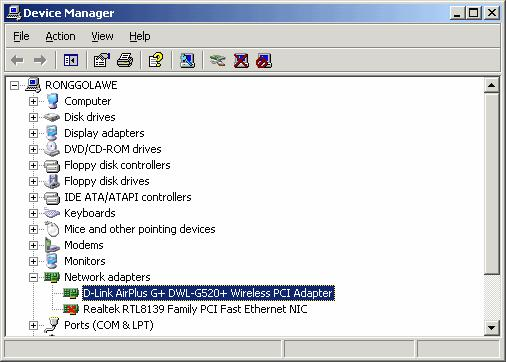 Device Manager
File Action View Help
RONGGOLAWE
Computer
Disk drives
Display adapters
DVD/CD-ROM drives
Floppy disk controllers
Floppy disk drives
IDE ATA/ATAPI controllers
Keyboards
Mice and other pointing devices
Modems
Monitors
Network adapters
D-Link AirPlus G+ DWL-G520+ Wireless PCI Adapter
Realtek RTL8139 Family PCI Fast Ethernet NIC
Ports (COM & LPT)